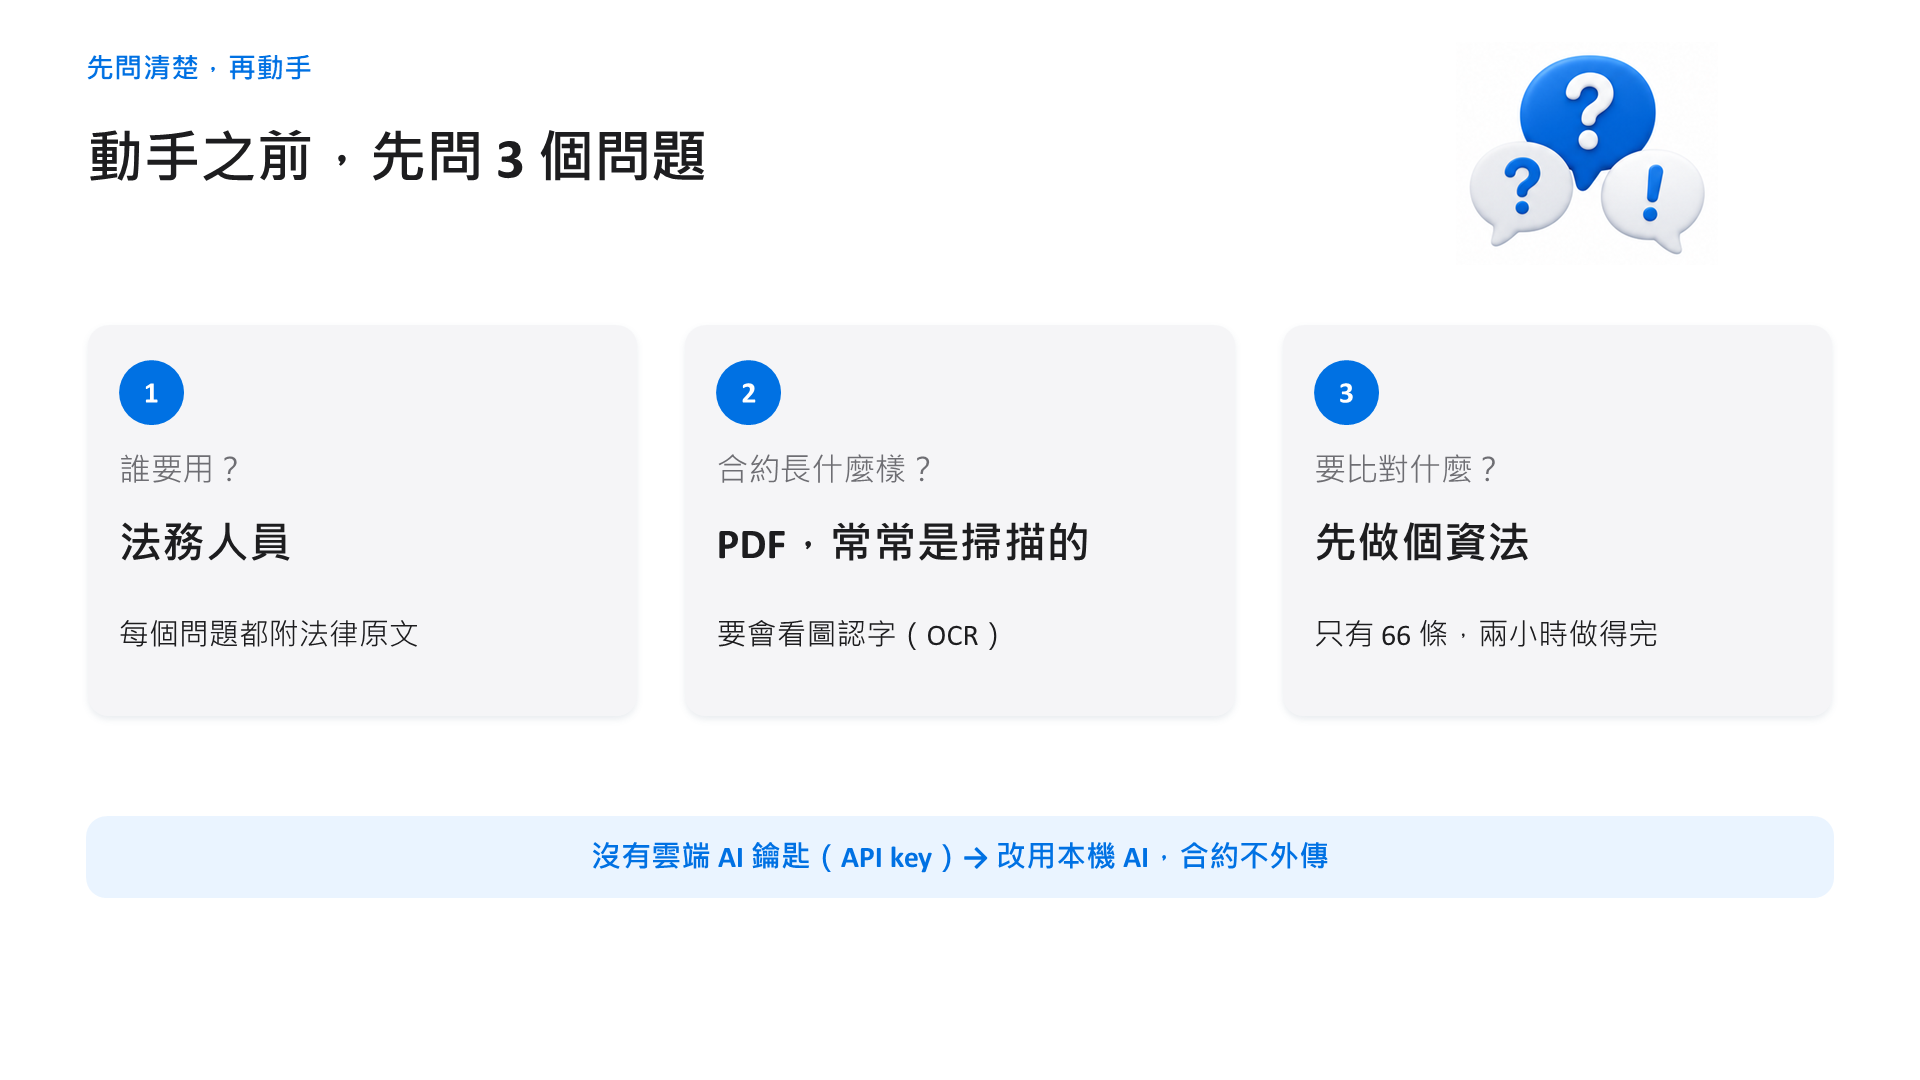 先問清楚，再動手
動手之前，先問 3 個問題
?
?
!
1
誰要用？
法務人員
每個問題都附法律原文
2
合約長什麼樣？
PDF，常常是掃描的
要會看圖認字（OCR）
3
要比對什麼？
先做個資法
只有 66 條，兩小時做得完
沒有雲端 AI 鑰匙（API key）→ 改用本機 AI，合約不外傳